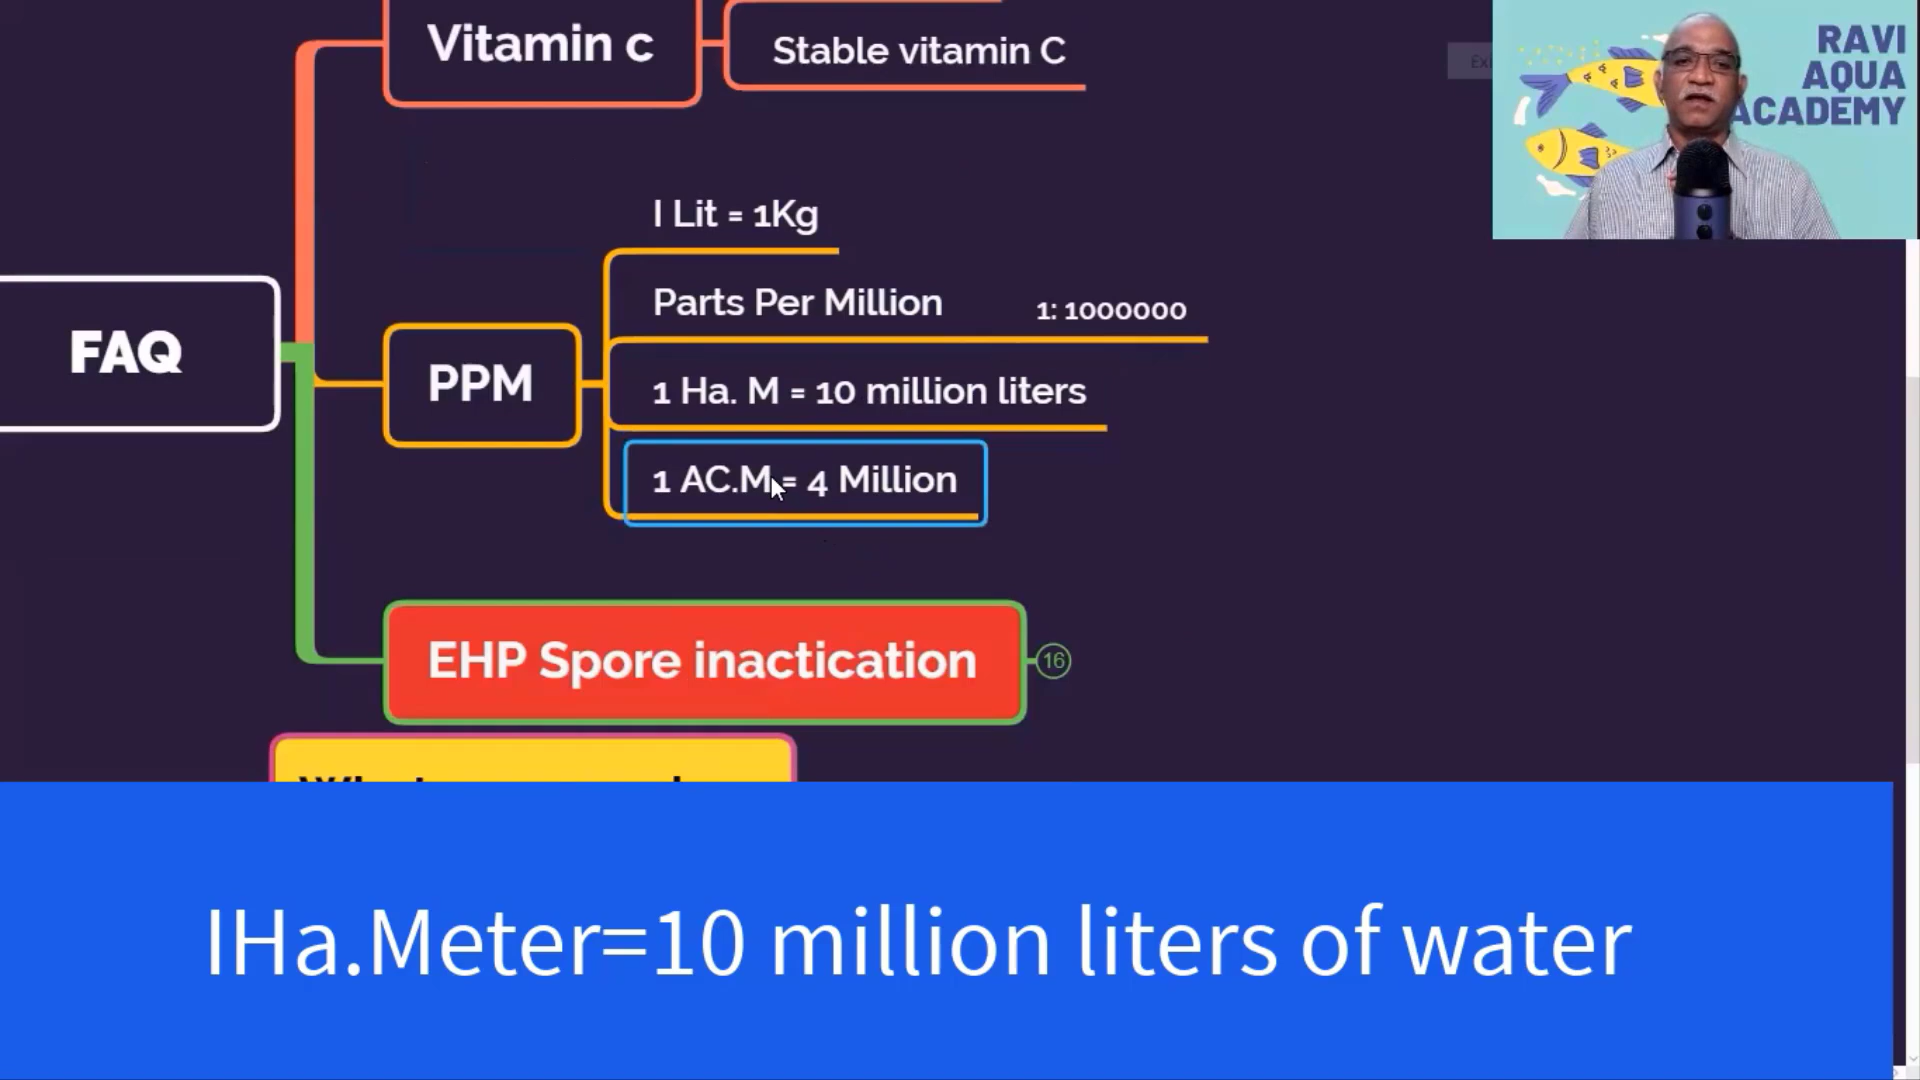 Vitamin c
Stable vitamin C
RAVI
AQUA
ACADEMY
I Lit = 1Kg
Parts Per Million 1: 1000000
FAQ
PPM
1 Ha. M = 10 million liters
1 AC.M = 4 Million
EHP Spore inactication 16
IHa.Meter=10 million liters of water